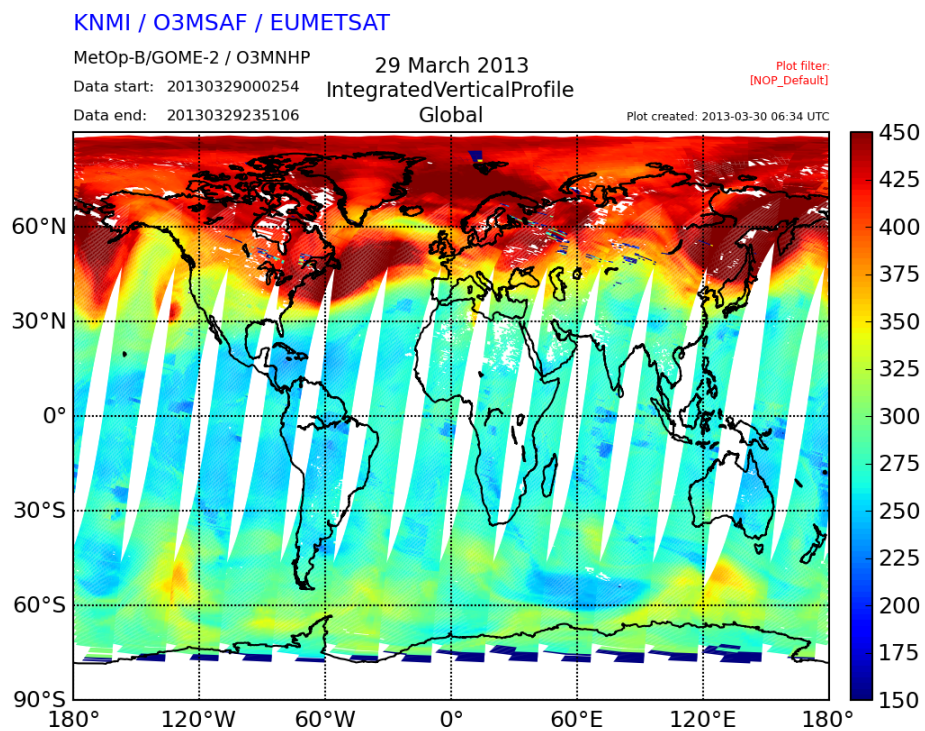 KNMI / O3MSAF / EUMETSAT
MetOp-B/GOME-2 / O3MNHP
Data start: 20130329000254
Data end: 20130329235106
29 March 2013
IntegratedVerticalProfile
Global
Plot filter:
[NOP_Default]
Plot created: 2013-03-30 06:34 UTC
60°N
30°N
0°
30°S
60°S
90°S
180° 120°W 60°W 0° 60°E 120°E 180°
450
425
400
375
350
325
300
275
250
225
200
175
150